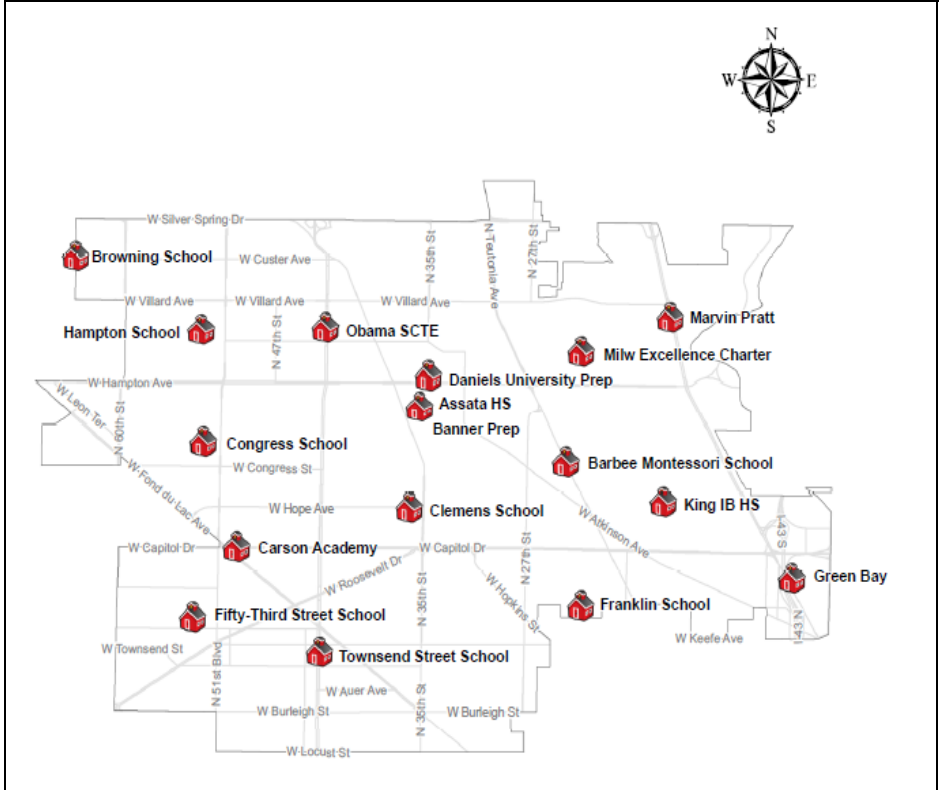 N
W E
S
W Silver Spring Dr
N 35th St
N Teutonia Ave
N 27th St
Browning School
W Custer Ave
W Villard Ave
W Villard Ave
W Villard Ave
Hampton School
N 47th St
Obama SCTE
Marvin Pratt
Milw Excellence Charter
W Hampton Ave
Daniels University Prep
W Leon Ter
N 60th St
Assata HS
Banner Prep
Congress School
W Congress St
Barbee Montessori School
W Fond du Lac Ave
W Hope Ave
Clemens School
King IB HS
W Atkinson Ave
I-43 S
W Capitol Dr
Carson Academy
W Capitol Dr
N 27th St
W Roosevelt Dr
N 35th St
W Hopkins St
Green Bay
Fifty-Third Street School
Franklin School
I-43 N
W Keefe Ave
W Townsend St
N 51st Blvd
Townsend Street School
W Auer Ave
N 35th St
W Burleigh St
W Burleigh St
W Locust St